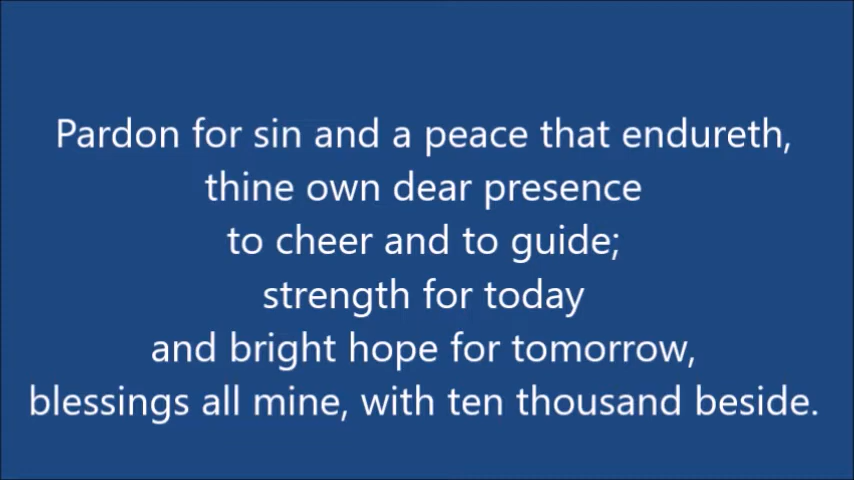 Pardon for sin and a peace that endureth,
thine own dear presence
to cheer and to guide;
strength for today
and bright hope for tomorrow,
blessings all mine, with ten thousand beside.